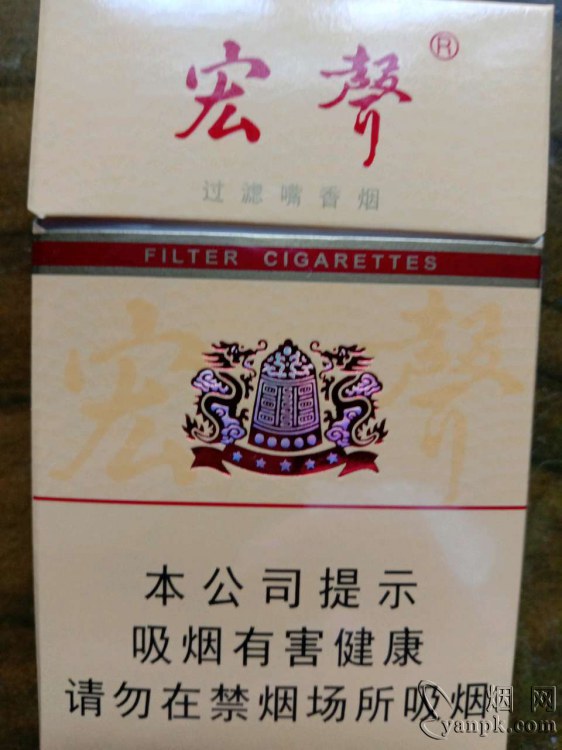 宏聲®
过滤嘴香烟
FILTER CIGARETTES
宏聲
本公司提示
吸烟有害健康
请勿在禁烟场所吸烟
烟网
yanpk.com